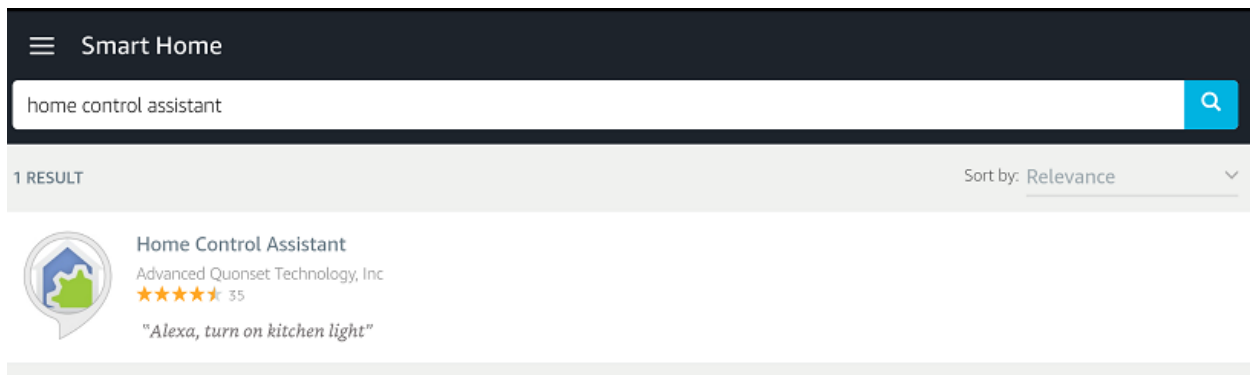 Smart Home
home control assistant
1 RESULT
Sort by: Relevance
Home Control Assistant
Advanced Quonset Technology, Inc
35
"Alexa, turn on kitchen light"